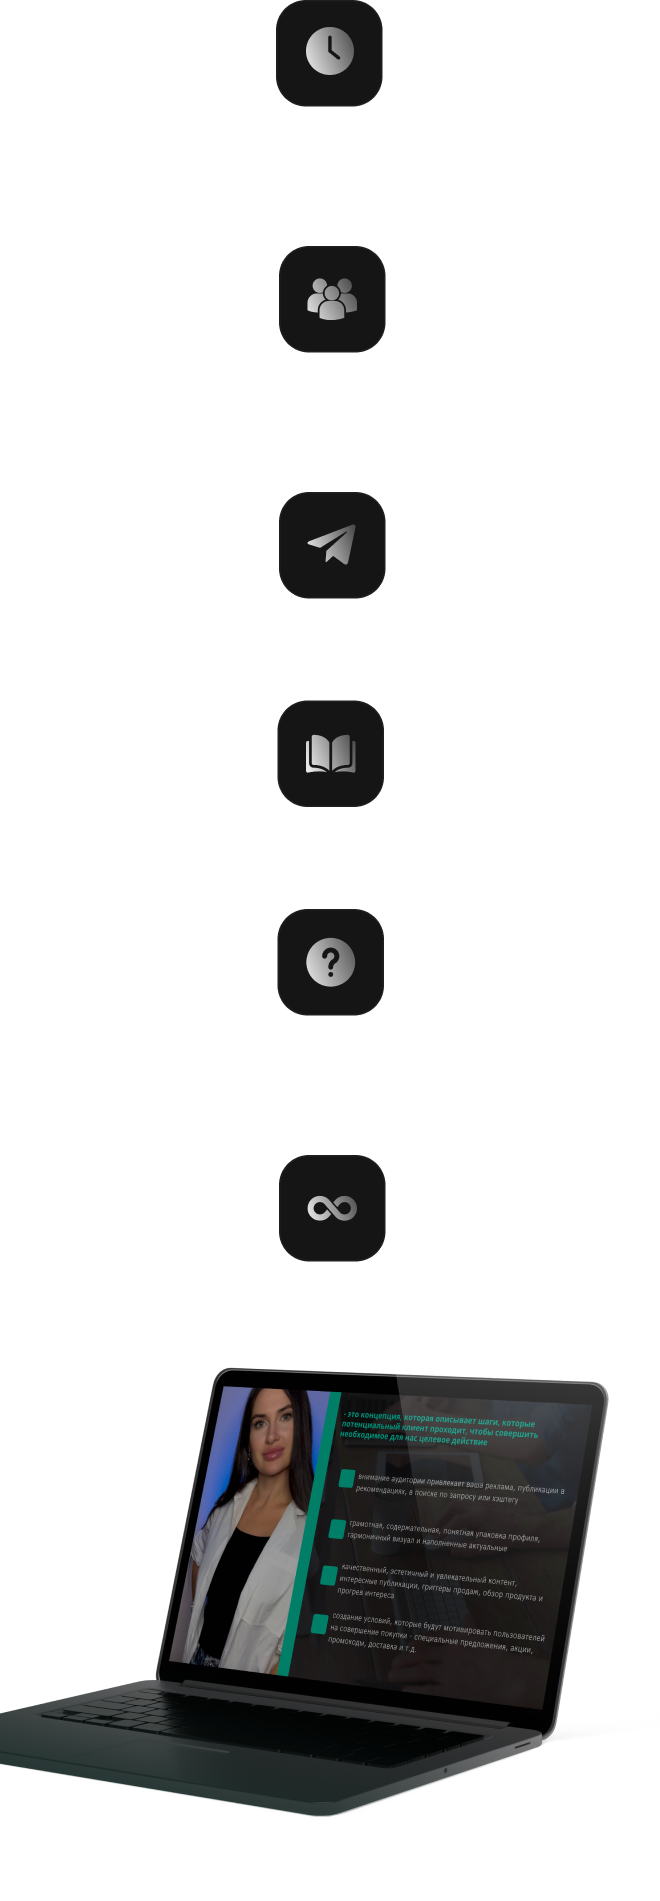 - это концепция, которая описывает шаги, которые
потенциальный клиент проходит, чтобы совершить
необходимое для нас целевое действие
внимание аудитории привлекает ваша реклама, публикации в
рекомендациях, в поиске по запросу или хэштегу
грамотная, содержательная, понятная упаковка профиля,
гармоничный визуал и наполненные актуальные
качественный, эстетичный и увлекательный контент,
интересные публикации, триггеры продаж, обзор продукта и
прогрев интереса
создание условий, которые будут мотивировать пользователей
на совершение покупки - специальные предложения, акции,
промокоды, доставка и т.д.